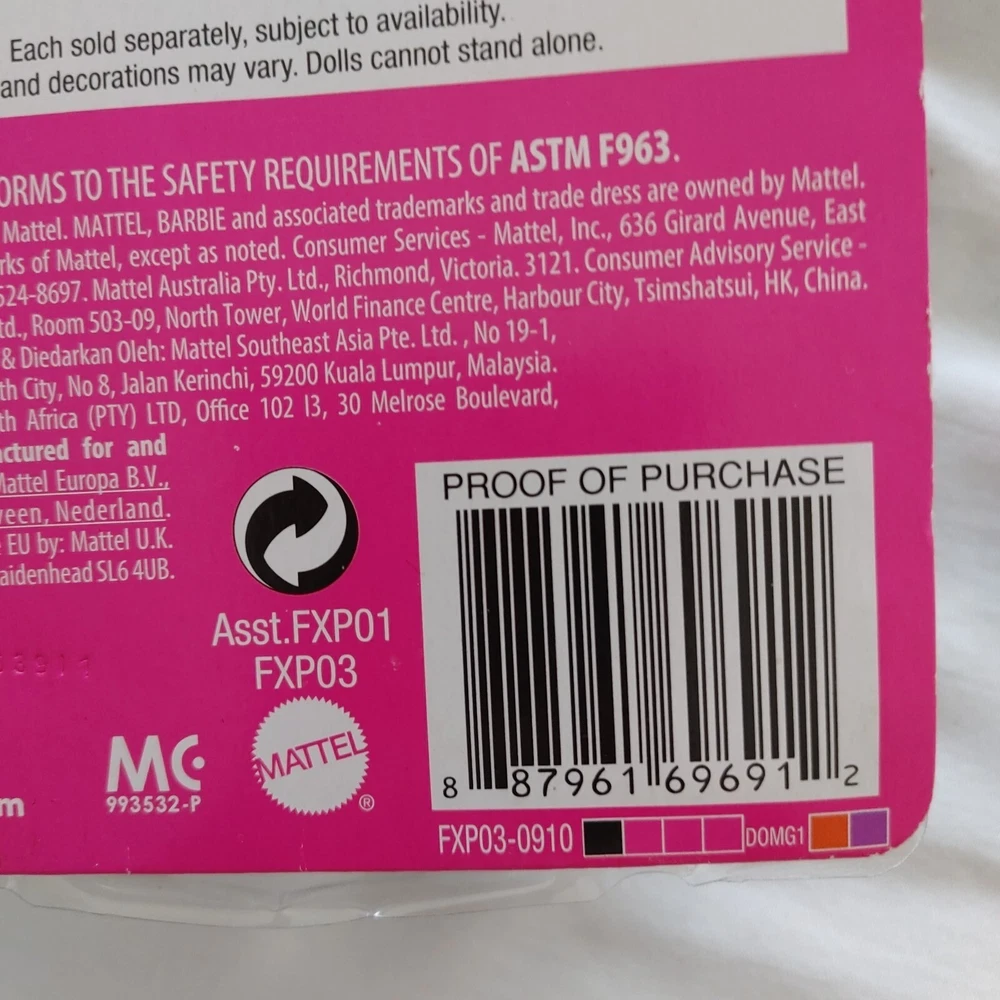 Each sold separately, subject to availability.
and decorations may vary. Dolls cannot stand alone.
ORMS TO THE SAFETY REQUIREMENTS OF ASTM F963.
Mattel. MATTEL, BARBIE and associated trademarks and trade dress are owned by Mattel.
rks of Mattel, except as noted. Consumer Services - Mattel, Inc., 636 Girard Avenue, East
524-8697. Mattel Australia Pty. Ltd., Richmond, Victoria. 3121. Consumer Advisory Service -
td., Room 503-09, North Tower, World Finance Centre, Harbour City, Tsimshatsui, HK, China.
& Diedarkan Oleh: Mattel Southeast Asia Pte. Ltd. , No 19-1,
th City, No 8, Jalan Kerinchi, 59200 Kuala Lumpur, Malaysia.
th Africa (PTY) LTD, Office 102 I3, 30 Melrose Boulevard,
actured for and
Mattel Europa B.V.,
veen, Nederland.
EU by: Mattel U.K.
aidenhead SL6 4UB.
Asst.FXP01
FXP03
MATTEL
®
MC
993532-P
m
PROOF OF PURCHASE
8 87961 69691 2
FXP03-0910
DOMG1